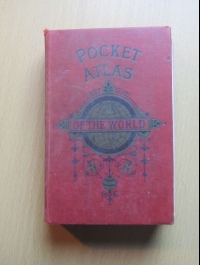 POCKET
ATLAS
OF THE WORLD